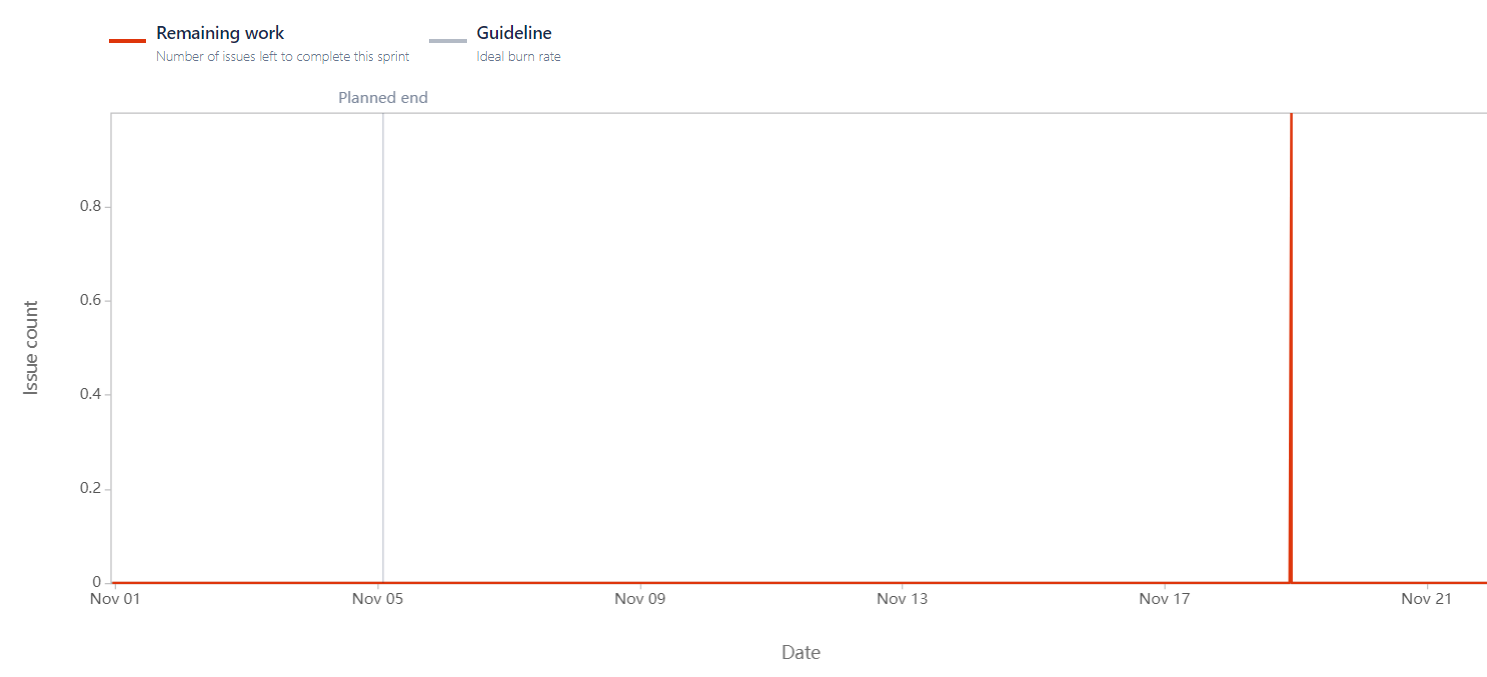 Remaining work
Number of issues left to complete this sprint
Guideline
Ideal burn rate
Planned end
Issue count
0.8
0.6
0.4
0.2
0
Nov 01
Nov 05
Nov 09
Nov 13
Nov 17
Nov 21
Date